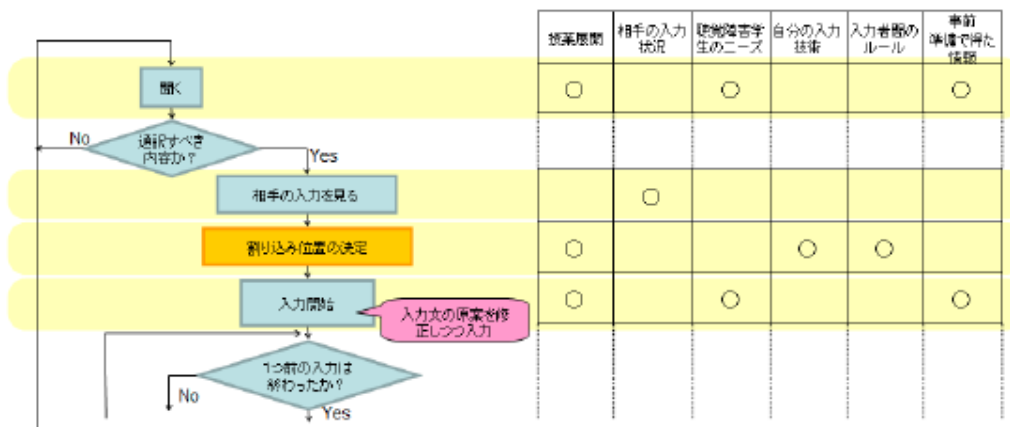 授業展開
相手の入力
状況
聴覚障害学
生のニーズ
自分の入力
技術
入力者間の
ルール
事前
準備で得た
情報
聞く
○ ○ ○
通訳すべき
内容か?
No
Yes
相手の入力を見る
○
割り込み位置の決定
○ ○ ○
入力開始
○ ○ ○
入力文の原案を修
正しつつ入力
1つ前の入力は
終わったか?
No
Yes